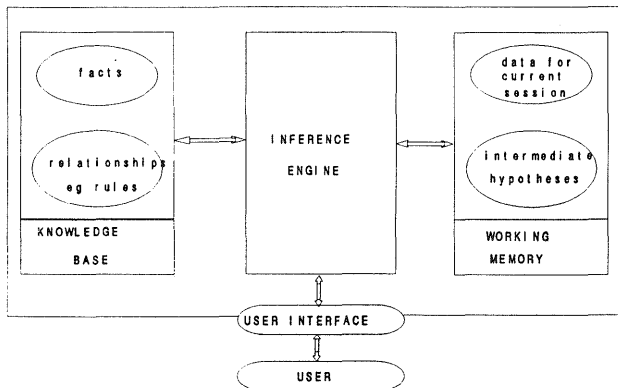 facts
relationships
eg rules
KNOWLEDGE
BASE
INFERENCE
ENGINE
data for
current
session
intermediate
hypotheses
WORKING
MEMORY
USER INTERFACE
USER